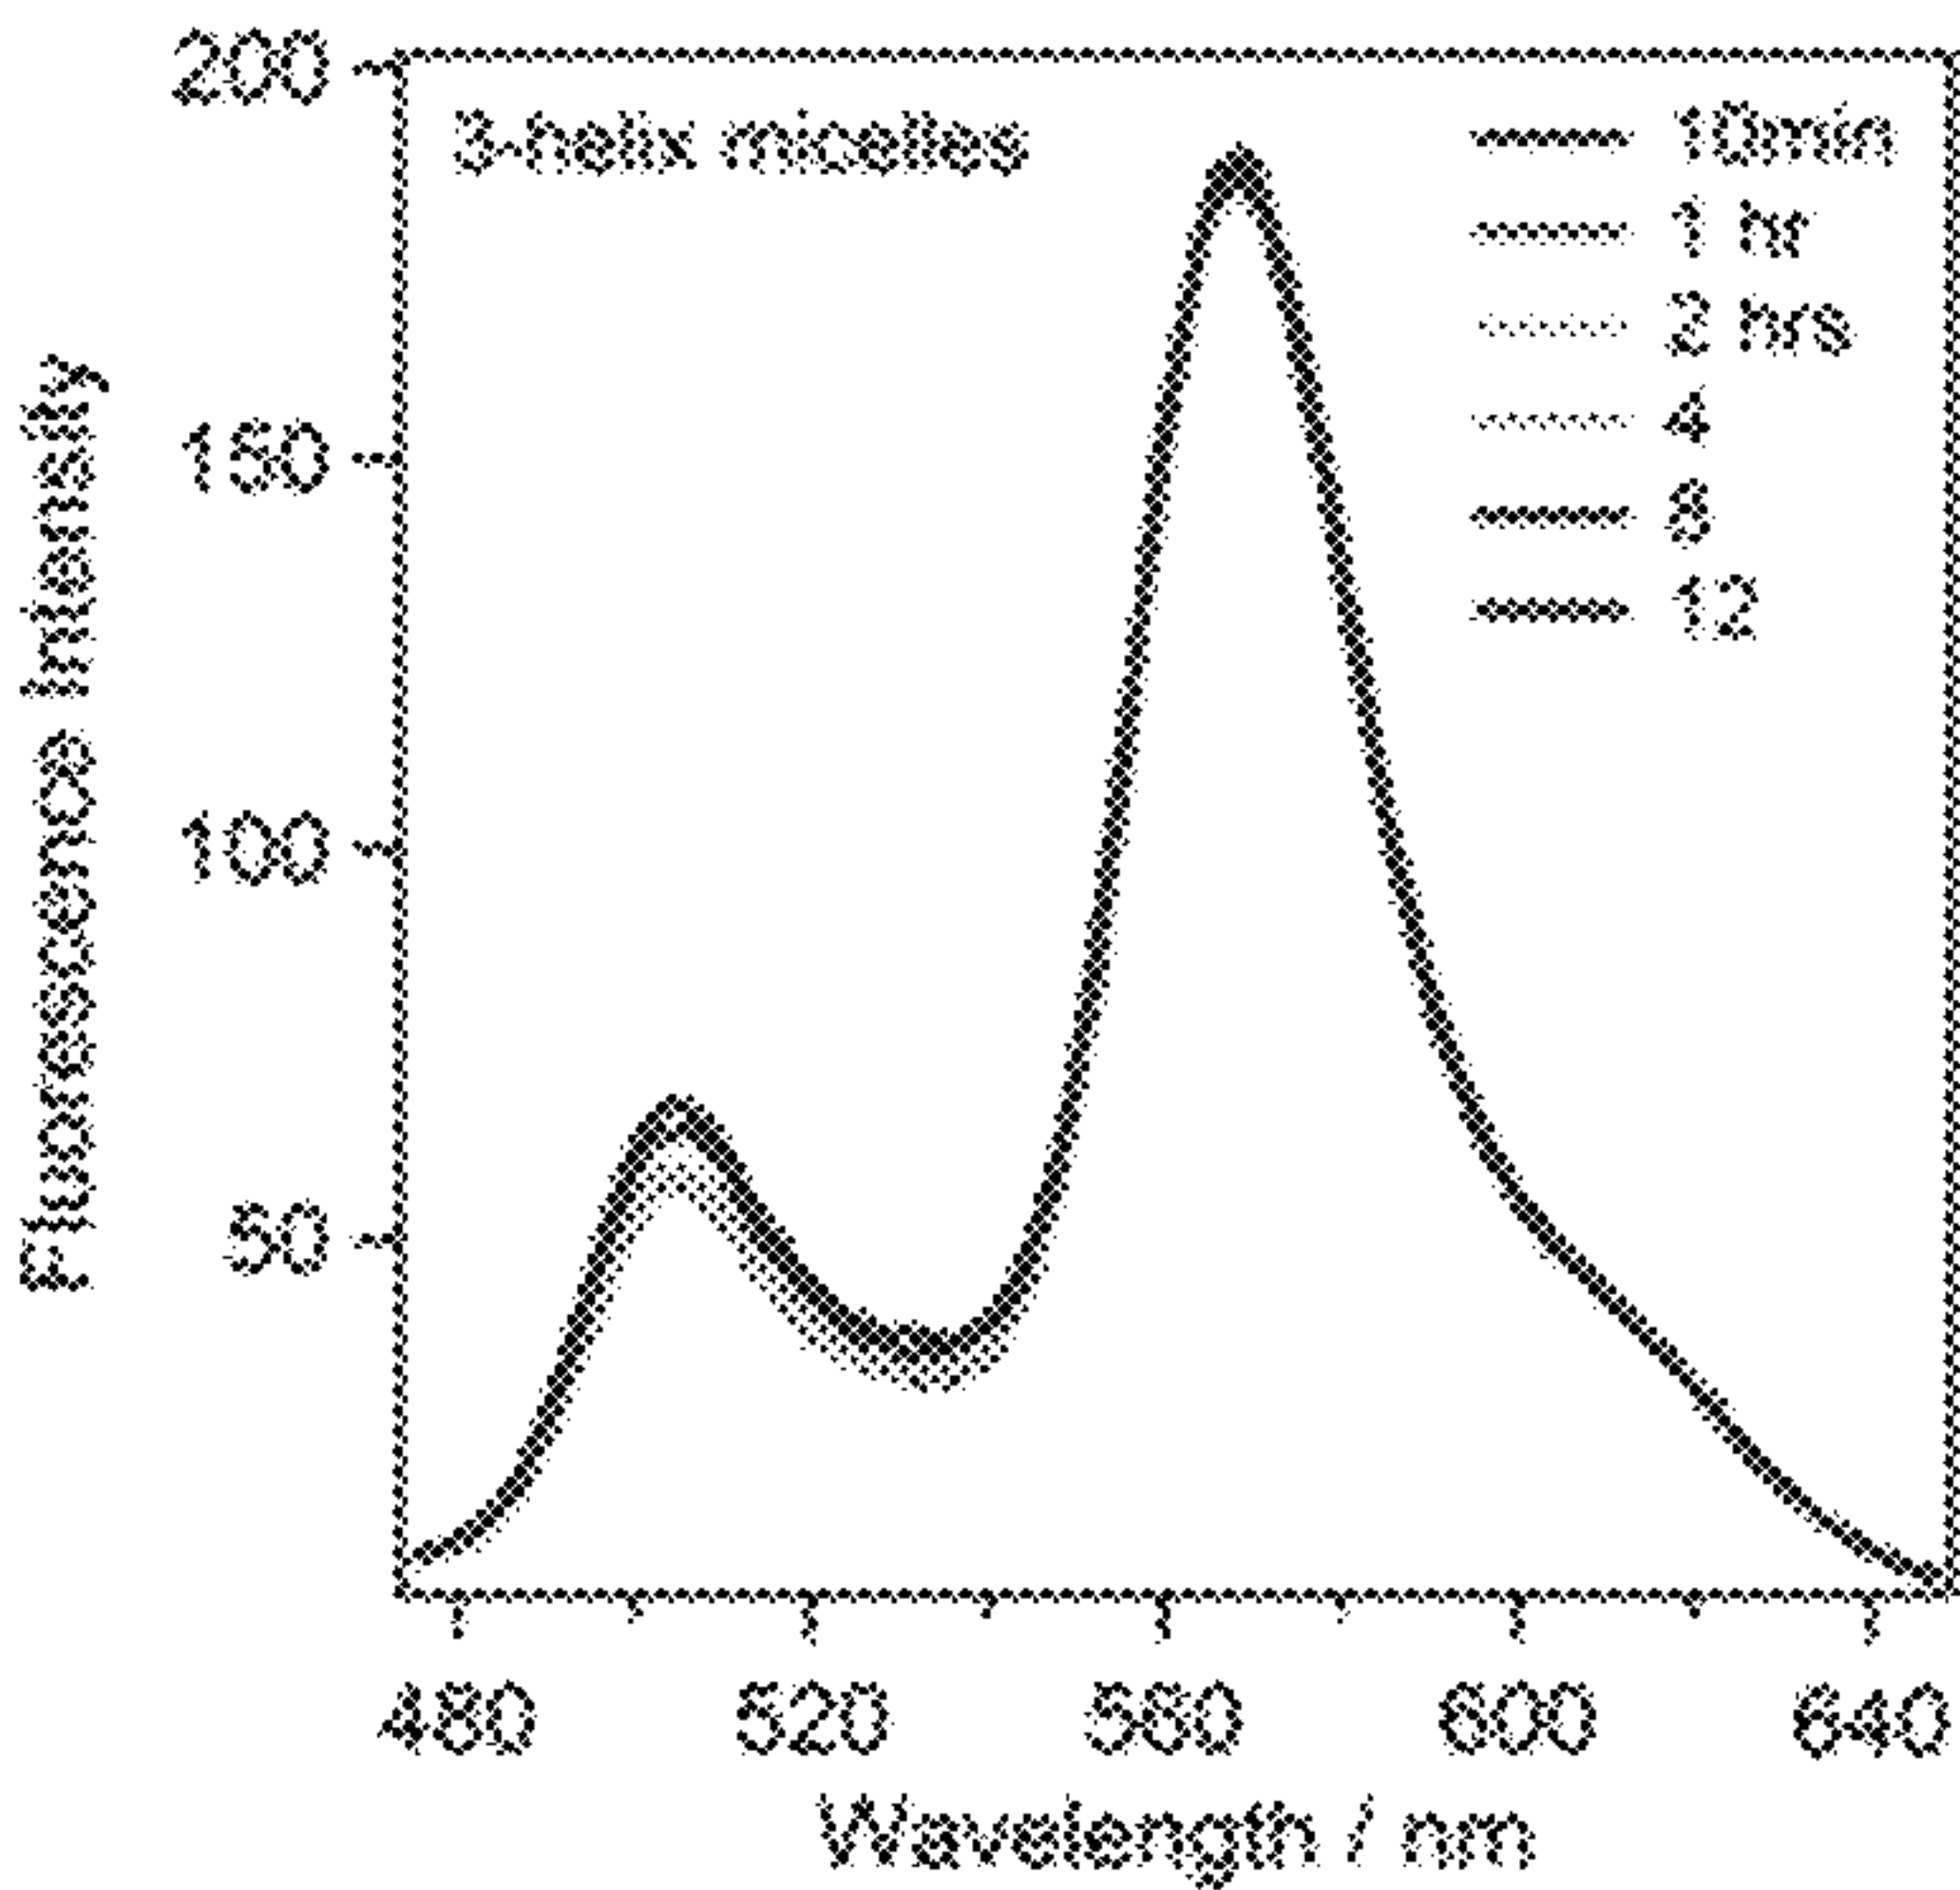 200
150
100
50
Fluorescence Intensity
3-helix micelles
10min
1 hr
2 hrs
4
8
12
480 520 560 600 640
Wavelength / nm